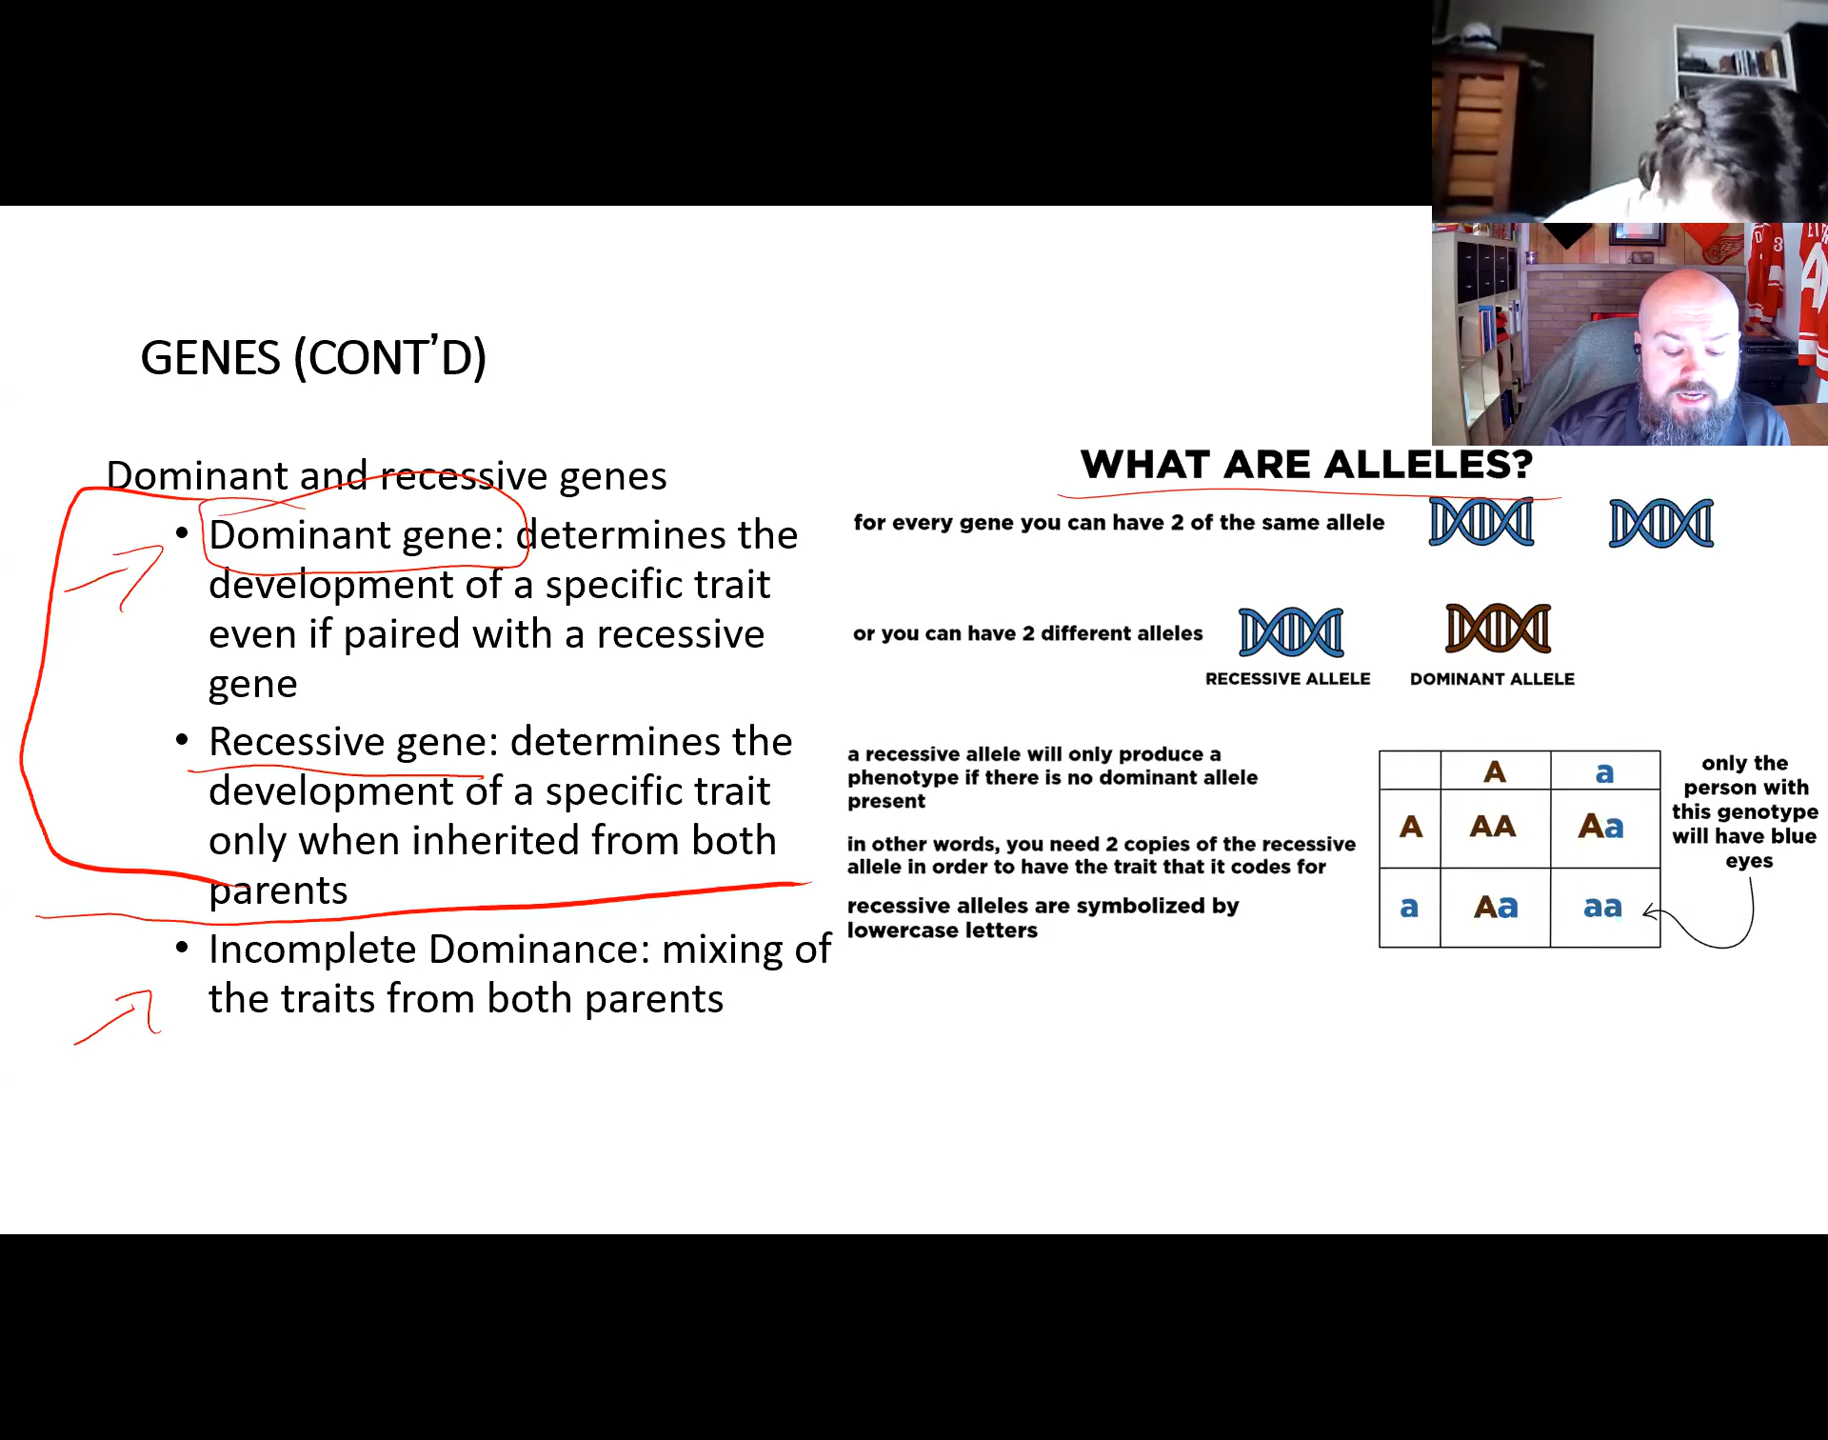 GENES (CONT'D)
Dominant and recessive genes
• Dominant gene: determines the
development of a specific trait
even if paired with a recessive
gene
• Recessive gene: determines the
development of a specific trait
only when inherited from both
parents
• Incomplete Dominance: mixing of
the traits from both parents
WHAT ARE ALLELES?
for every gene you can have 2 of the same allele
or you can have 2 different alleles
RECESSIVE ALLELE
DOMINANT ALLELE
a recessive allele will only produce a
phenotype if there is no dominant allele
present
in other words, you need 2 copies of the recessive
allele in order to have the trait that it codes for
recessive alleles are symbolized by
lowercase letters
A a
A AA Aa
a Aa aa
only the
person with
this genotype
will have blue
eyes